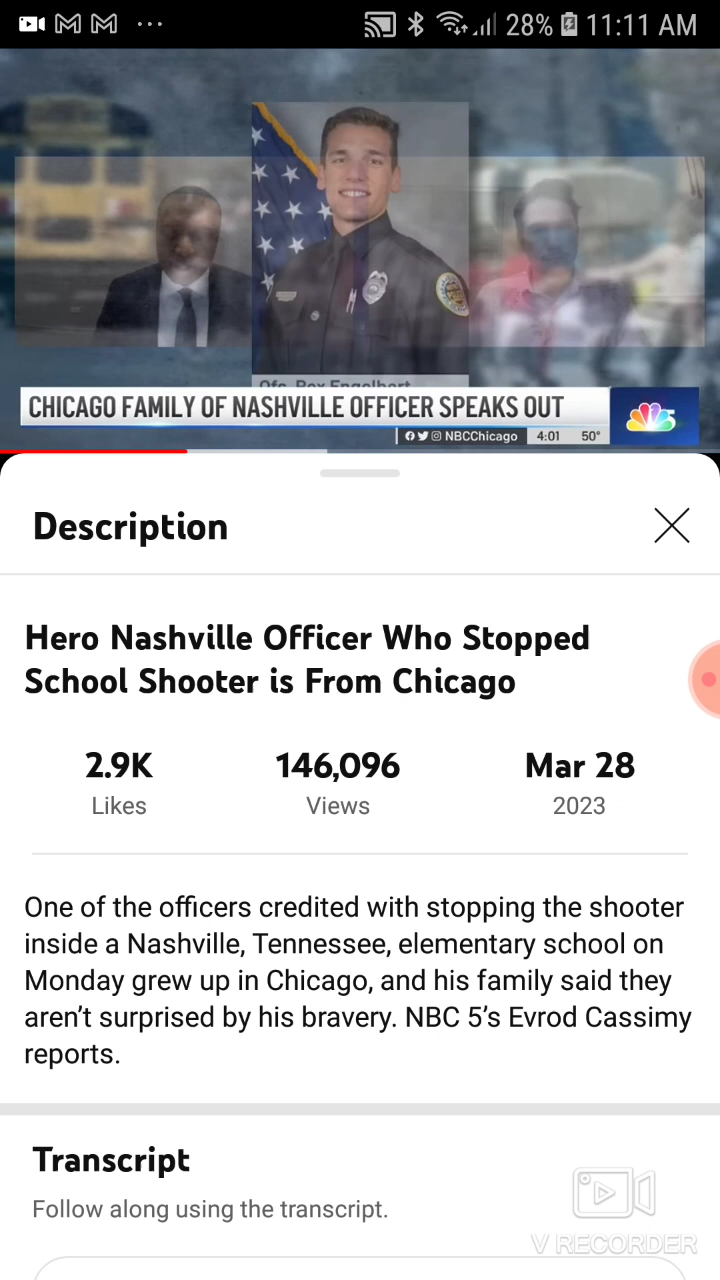 28% 11:11 AM
Ofc. Rex Engelbert
CHICAGO FAMILY OF NASHVILLE OFFICER SPEAKS OUT
5
NBCChicago 4:01 50°
Description
Hero Nashville Officer Who Stopped
School Shooter is From Chicago
2.9K 146,096 Mar 28
Likes Views 2023
One of the officers credited with stopping the shooter
inside a Nashville, Tennessee, elementary school on
Monday grew up in Chicago, and his family said they
aren’t surprised by his bravery. NBC 5’s Evrod Cassimy
reports.
Transcript
Follow along using the transcript.
V RECORDER